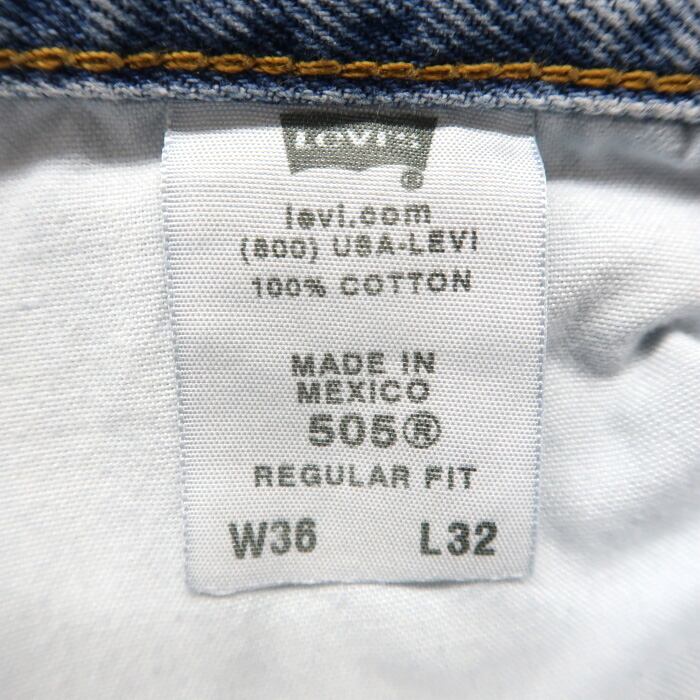 Levi's
®
levi.com
(800) USA-LEVI
100% COTTON
MADE IN
MEXICO
505®
REGULAR FIT
W36 L32